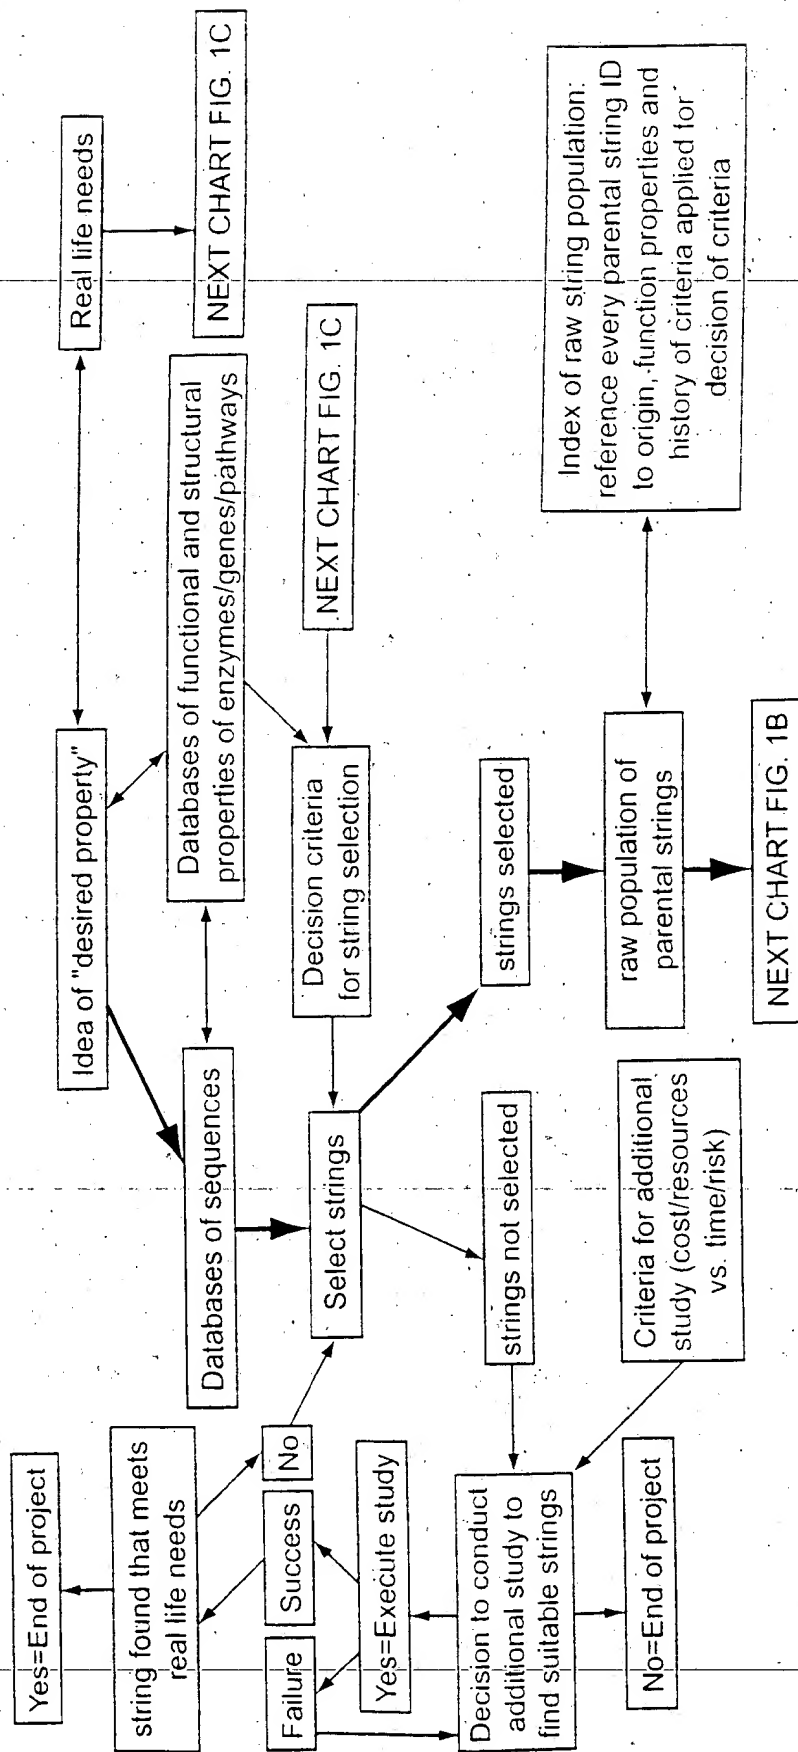 Yes=End of project
string found that meets
real life needs
Failure
Success
No
Yes=Execute study
Decision to conduct
additional study to
find suitable strings
No=End of project
Idea of "desired property"
Real life needs
NEXT CHART FIG. 1C
Databases of sequences
Databases of functional and structural
properties of enzymes/genes/pathways
Select strings
Decision criteria
for string selection
NEXT CHART FIG. 1C
strings not selected
strings selected
Criteria for additional
study (cost/resources
vs. time/risk)
raw population of
parental strings
Index of raw string population:
reference every parental string ID
to origin, function properties and
history of criteria applied for
decision of criteria
NEXT CHART FIG. 1B